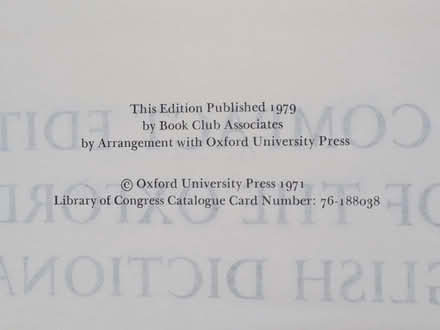 This Edition Published 1979
by Book Club Associates
by Arrangement with Oxford University Press
© Oxford University Press 1971
Library of Congress Catalogue Card Number: 76-188038